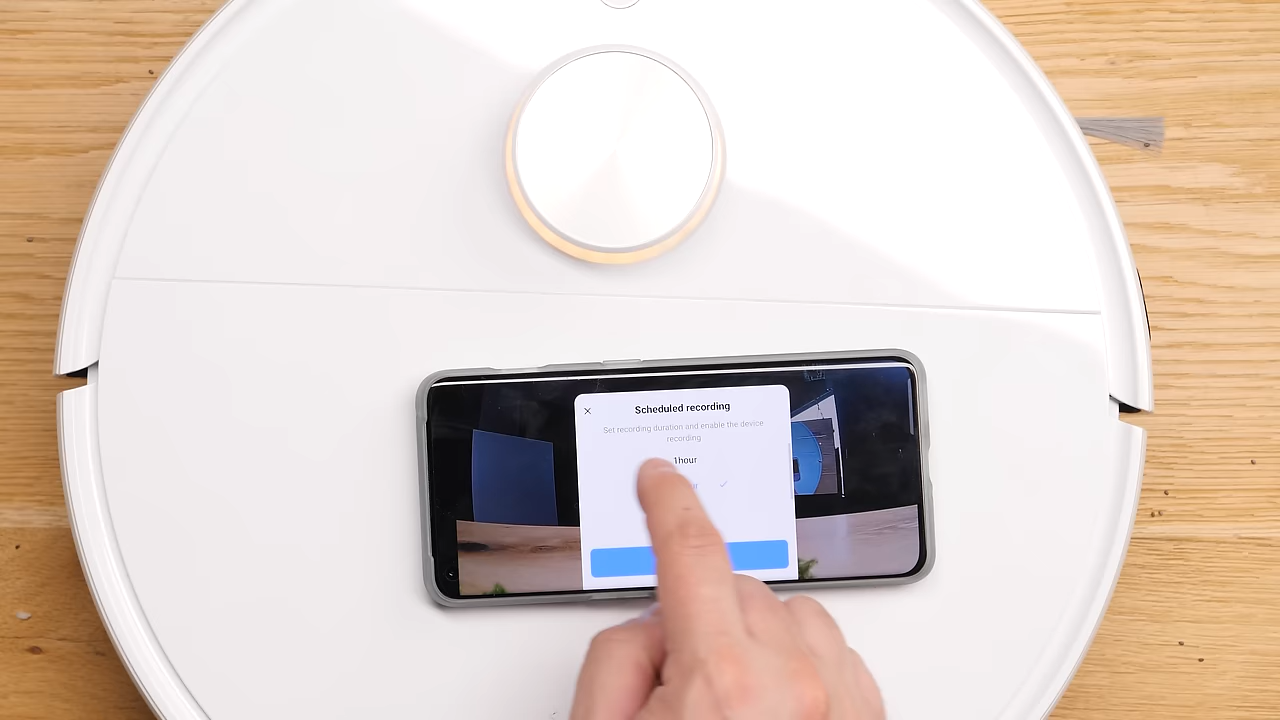 Scheduled recording
Set recording duration and enable the device
recording
1hour